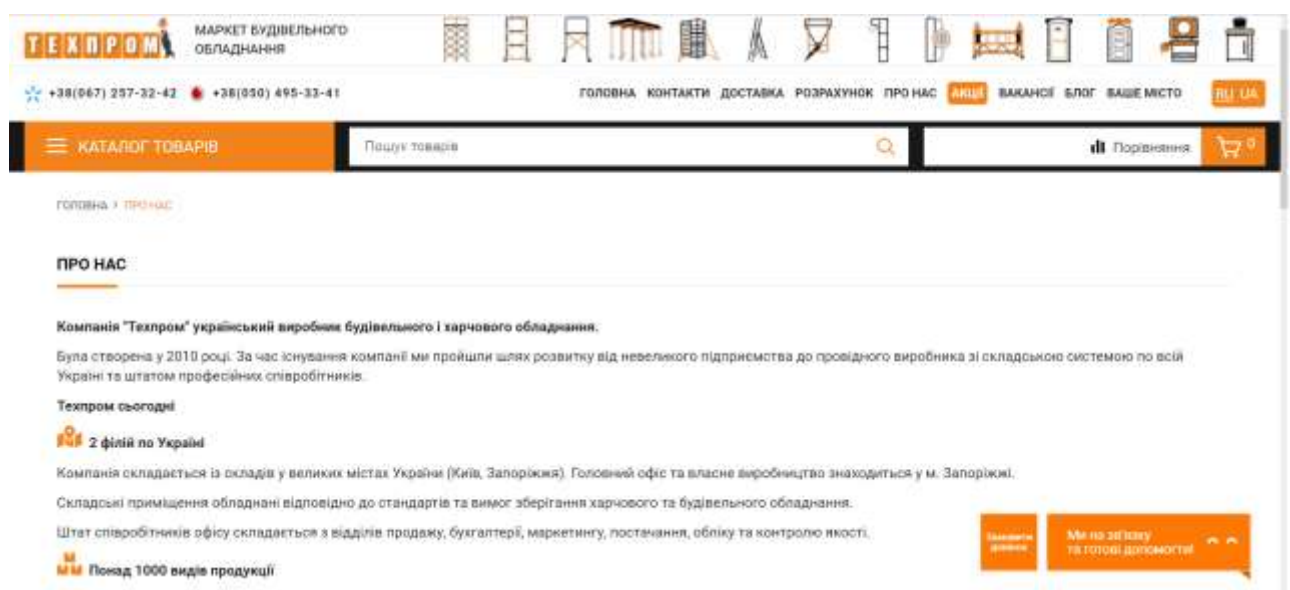 ТЕХПРОМ
МАРКЕТ БУДІВЕЛЬНОГО
ОБЛАДНАННЯ
+38(067) 257-32-42 +38(050) 495-33-41
ГОЛОВНА КОНТАКТИ ДОСТАВКА РОЗРАХУНОК ПРО НАС АКЦІЇ ВАКАНСІЇ БЛОГ ВАШЕ МІСТО RU UA
КАТАЛОГ ТОВАРІВ
Пошук товарів
Порівняння
0
ГОЛОВНА > ПРО НАС
ПРО НАС
Компанія "Техпром" український виробник будівельного і харчового обладнання.
Була створена у 2010 році. За час існування компанії ми пройшли шлях розвитку від невеликого підприємства до провідного виробника зі складською системою по всій
Україні та штатом професійних співробітників.
Техпром сьогодні
2 філій по Україні
Компанія складається із складів у великих містах України (Київ, Запоріжжя). Головний офіс та власне виробництво знаходиться у м. Запоріжжі.
Складські приміщення обладнані відповідно до стандартів та вимог зберігання харчового та будівельного обладнання.
Штат співробітників офісу складається з відділів продажу, бухгалтерії, маркетингу, постачання, обліку та контролю якості.
Замовити
дзвінок
Ми на зв'язку
та готові допомогти!
Понад 1000 видів продукції